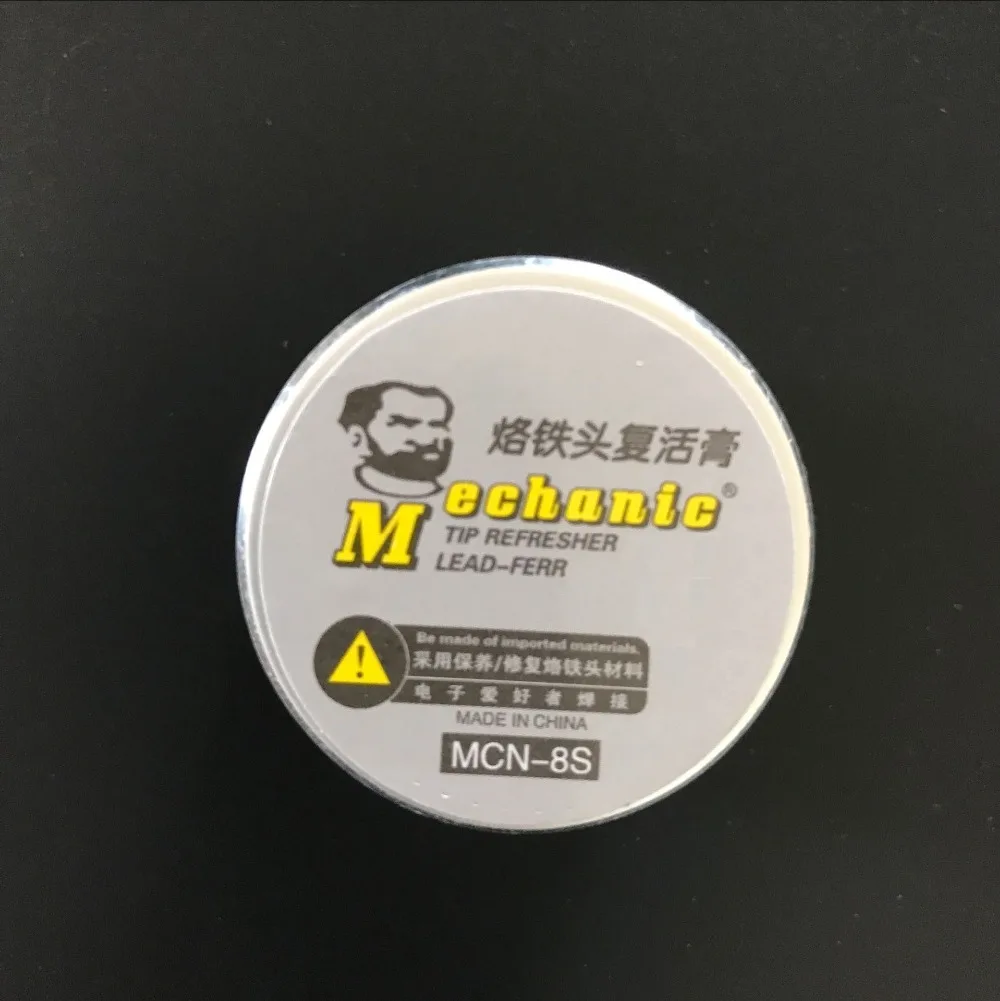 烙铁头复活膏
Mechanic®
TIP REFRESHER
LEAD-FERR
Be made of imported materials.
采用保养/修复烙铁头材料
电子爱好者焊接
MADE IN CHINA
MCN-8S